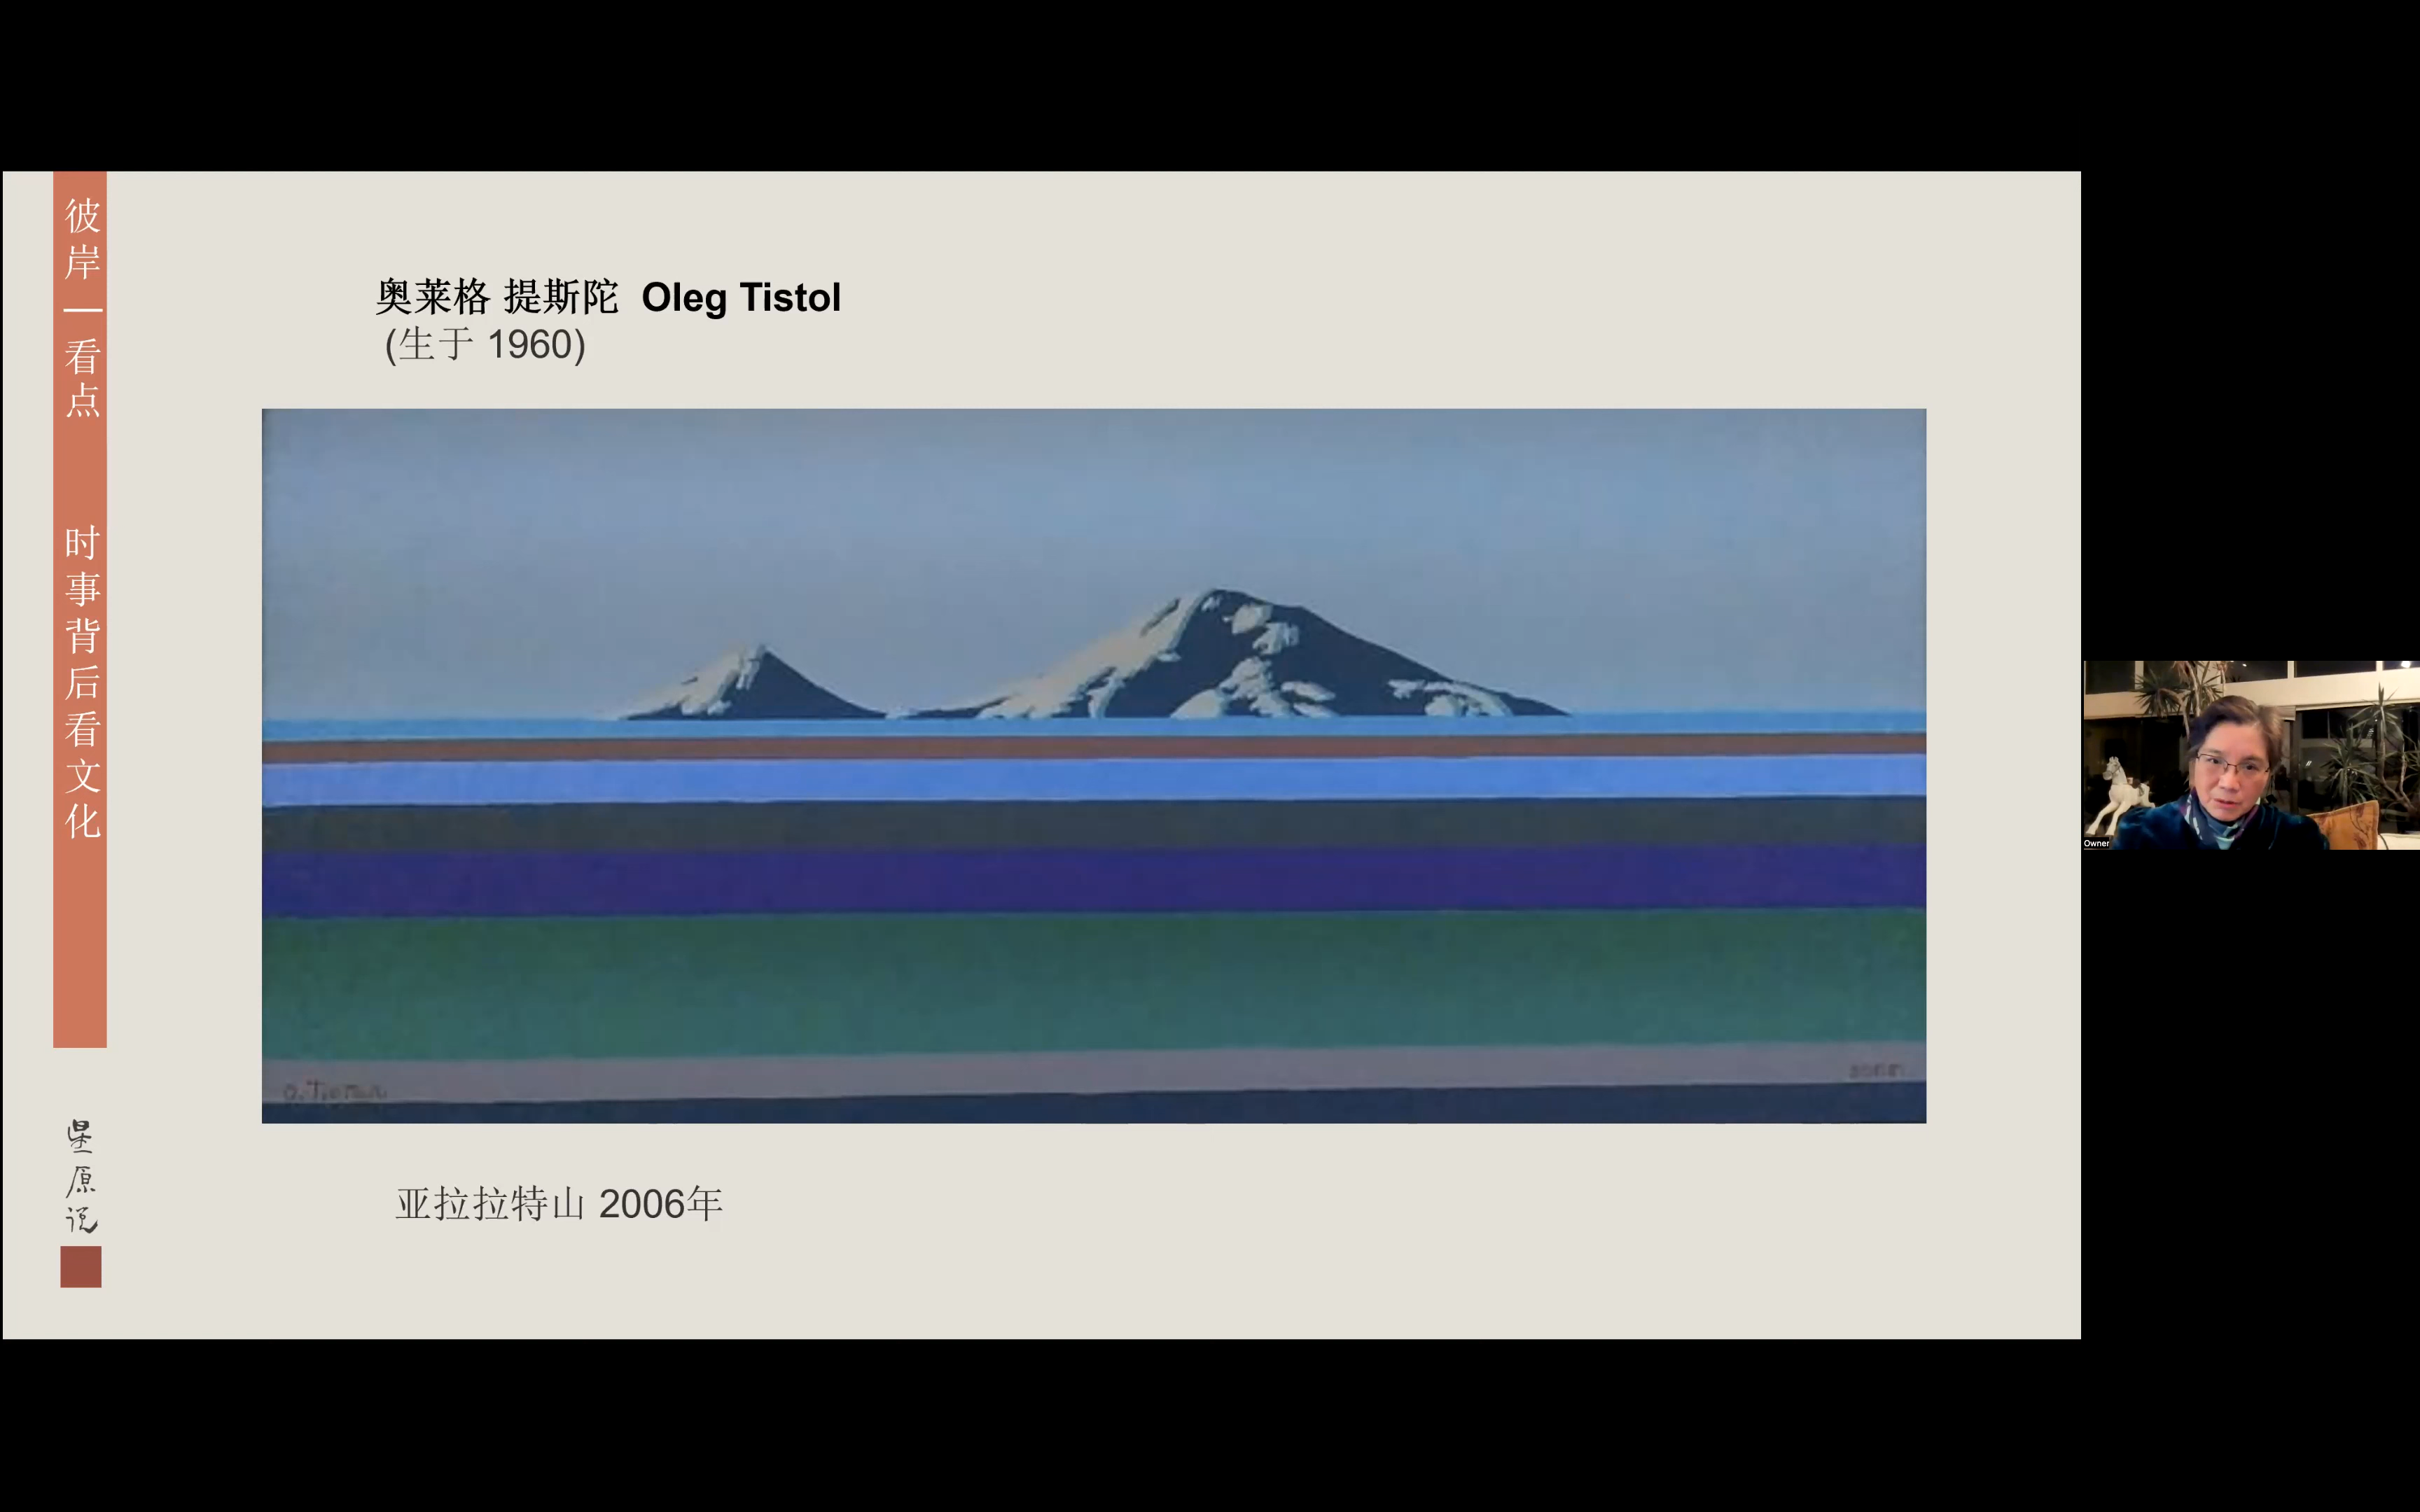 彼岸一看点
时事背后看文化
星原说
奥莱格 提斯陀 Oleg Tistol
(生于 1960)
亚拉拉特山 2006年
Owner